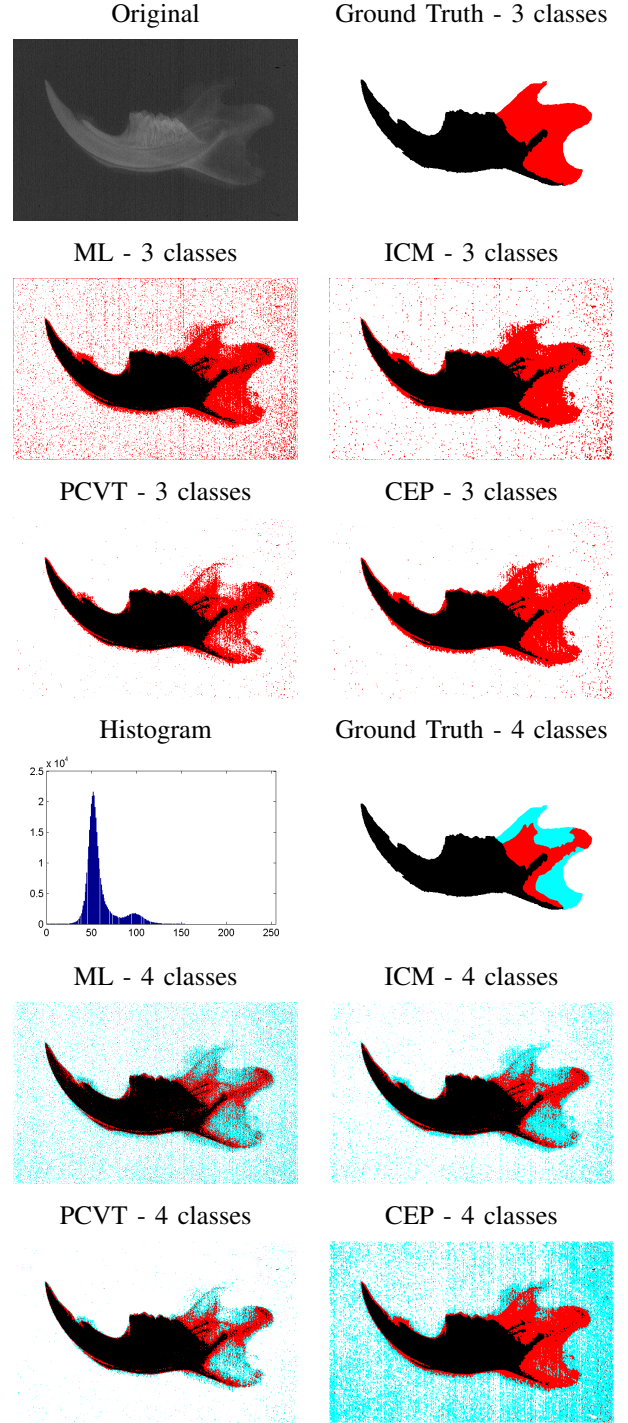 Original
Ground Truth - 3 classes
ML - 3 classes
ICM - 3 classes
PCVT - 3 classes
CEP - 3 classes
Histogram
Ground Truth - 4 classes
x 10^4
2.5
2
1.5
1
0.5
0
0 50 100 150 200 250
ML - 4 classes
ICM - 4 classes
PCVT - 4 classes
CEP - 4 classes